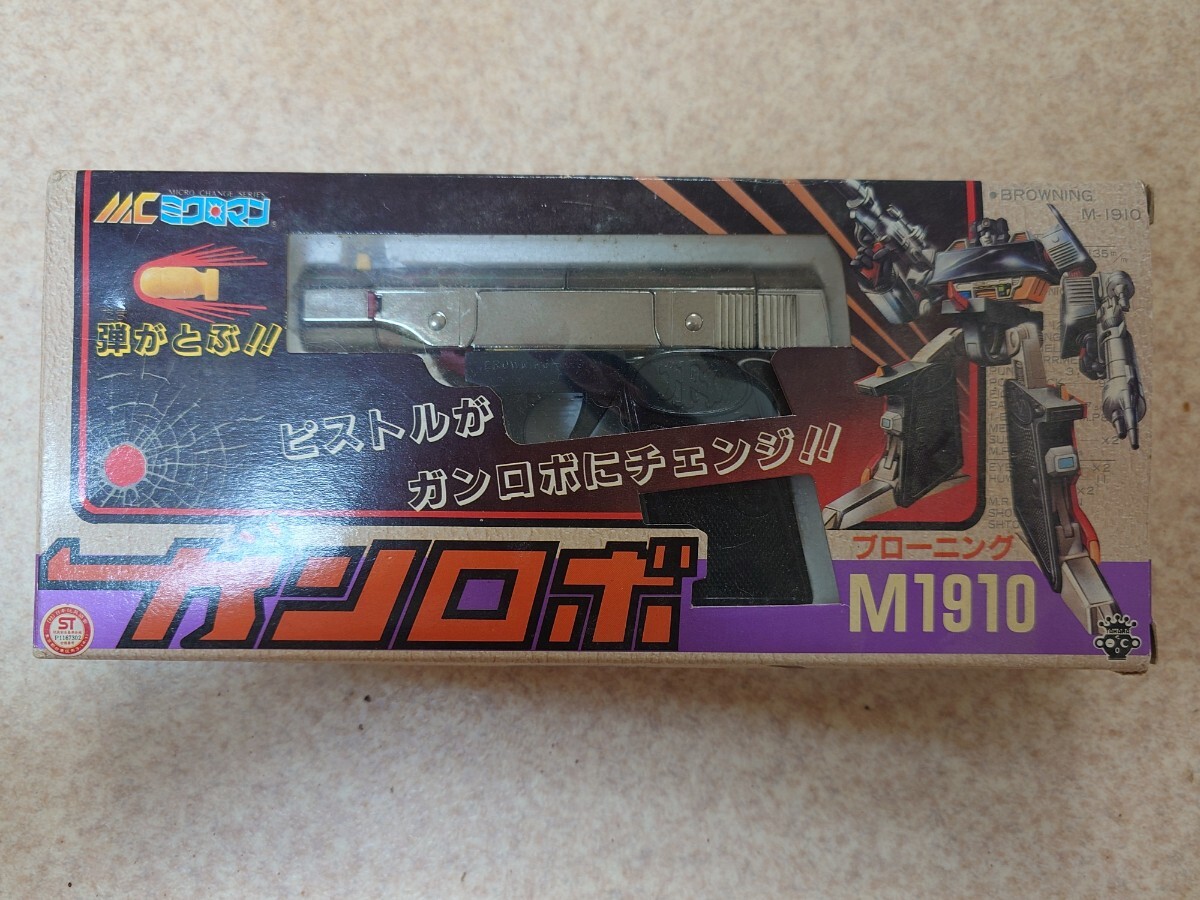 MICRO CHANGE SERIES
MC ミクロマン
弾がとぶ!!
ピストルが
ガンロボにチェンジ!!
• BROWNING
M-1910
ガンロボ
ブローニング
M1910
ST
P1167302
TAKARA